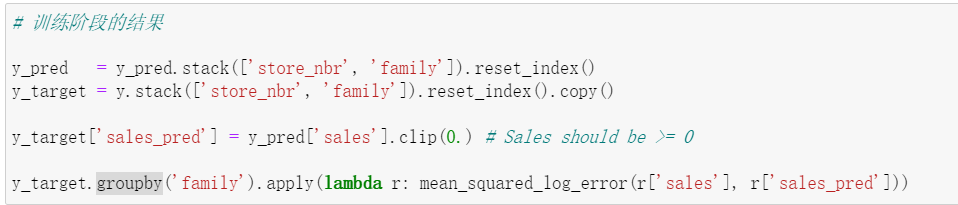 # 训练阶段的结果
y_pred   = y_pred.stack(['store_nbr', 'family']).reset_index()
y_target = y.stack(['store_nbr', 'family']).reset_index().copy()
y_target['sales_pred'] = y_pred['sales'].clip(0.) # Sales should be >= 0
y_target.groupby('family').apply(lambda r: mean_squared_log_error(r['sales'], r['sales_pred']))